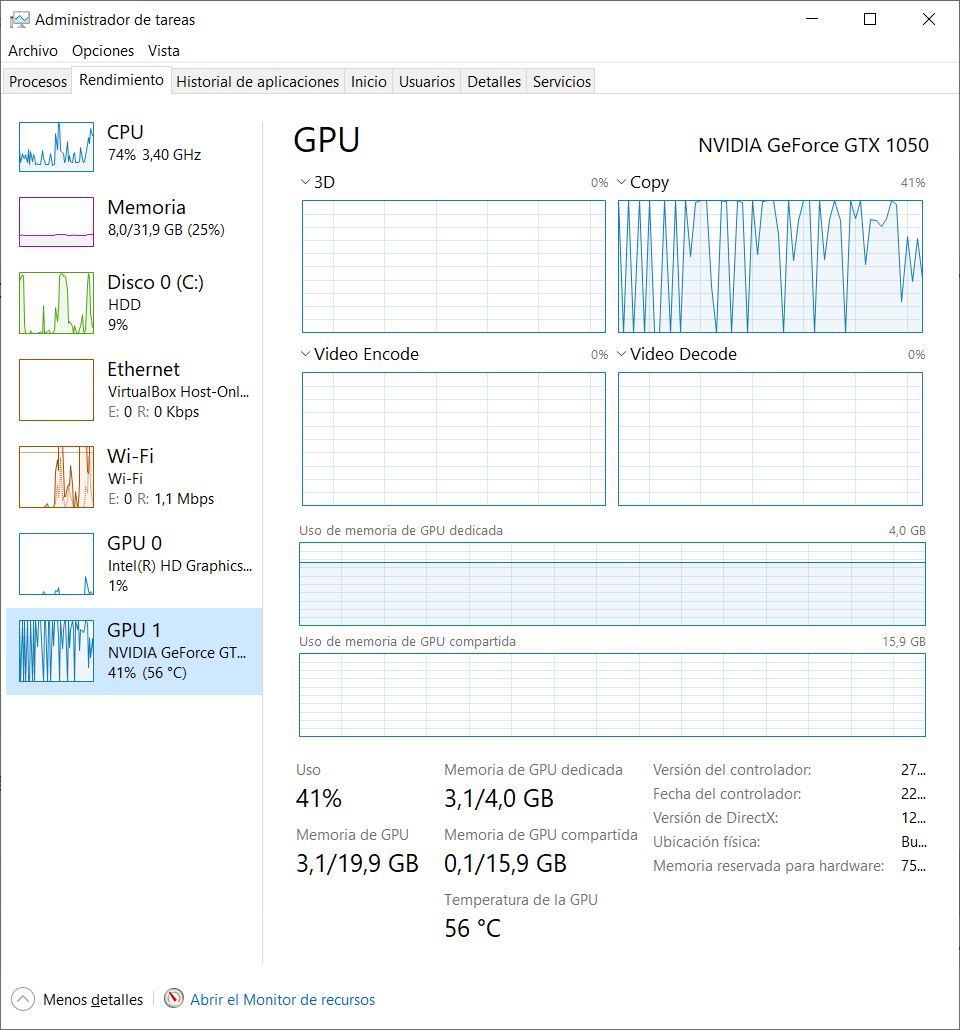 Administrador de tareas
Archivo Opciones Vista
Procesos Rendimiento Historial de aplicaciones Inicio Usuarios Detalles Servicios
CPU
74% 3,40 GHz
Memoria
8,0/31,9 GB (25%)
Disco 0 (C:)
HDD
9%
Ethernet
VirtualBox Host-Onl...
E: 0 R: 0 Kbps
Wi-Fi
Wi-Fi
E: 0 R: 1,1 Mbps
GPU 0
Intel(R) HD Graphics...
1%
GPU 1
NVIDIA GeForce GT...
41% (56 °C)
GPU NVIDIA GeForce GTX 1050
3D 0% Copy 41%
Video Encode 0% Video Decode 0%
Uso de memoria de GPU dedicada 4,0 GB
Uso de memoria de GPU compartida 15,9 GB
Uso
41%
Memoria de GPU
3,1/19,9 GB
Memoria de GPU dedicada
3,1/4,0 GB
Memoria de GPU compartida
0,1/15,9 GB
Temperatura de la GPU
56 °C
Versión del controlador: 27...
Fecha del controlador: 22...
Versión de DirectX: 12...
Ubicación física: Bu...
Memoria reservada para hardware: 75...
Menos detalles Abrir el Monitor de recursos